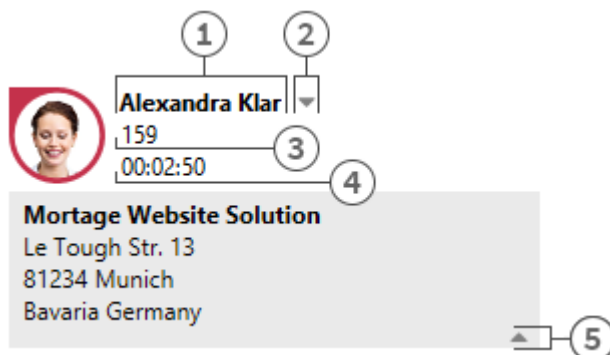 1 2
Alexandra Klar
159
3
00:02:50
4
Mortage Website Solution
Le Tough Str. 13
81234 Munich
Bavaria Germany
5